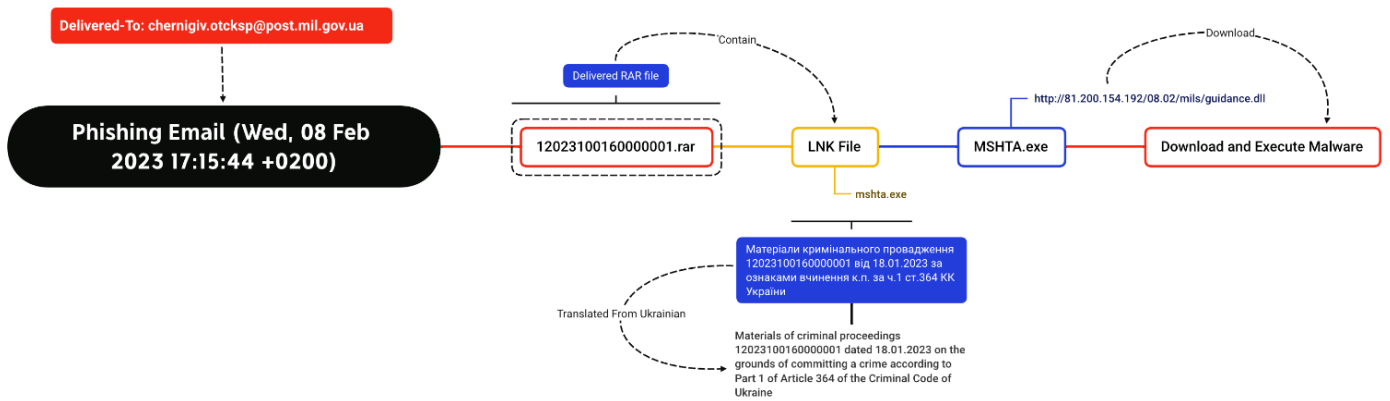 Delivered-To: chernigiv.otcksp@post.mil.gov.ua
Contain
Download
Delivered RAR file
http://81.200.154.192/08.02/mils/guidance.dll
Phishing Email (Wed, 08 Feb
2023 17:15:44 +0200)
12023100160000001.rar
LNK File
MSHTA.exe
Download and Execute Malware
mshta.exe
Матеріали кримінального провадження
12023100160000001 від 18.01.2023 за
ознаками вчинення к.п. за ч.1 ст.364 КК
України
Translated From Ukrainian
Materials of criminal proceedings
12023100160000001 dated 18.01.2023 on the
grounds of committing a crime according to
Part 1 of Article 364 of the Criminal Code of
Ukraine